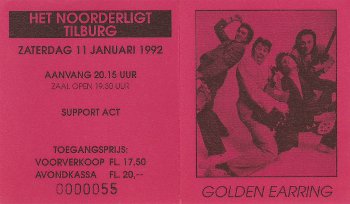 HET NOORDERLIGT
TILBURG
ZATERDAG 11 JANUARI 1992
AANVANG 20.15 UUR
ZAAL OPEN 19.30 UUR
SUPPORT ACT
TOEGANGSPRIJS:
VOORVERKOOP FL. 17.50
AVONDKASSA FL. 20,--
0000055
GOLDEN EARRING